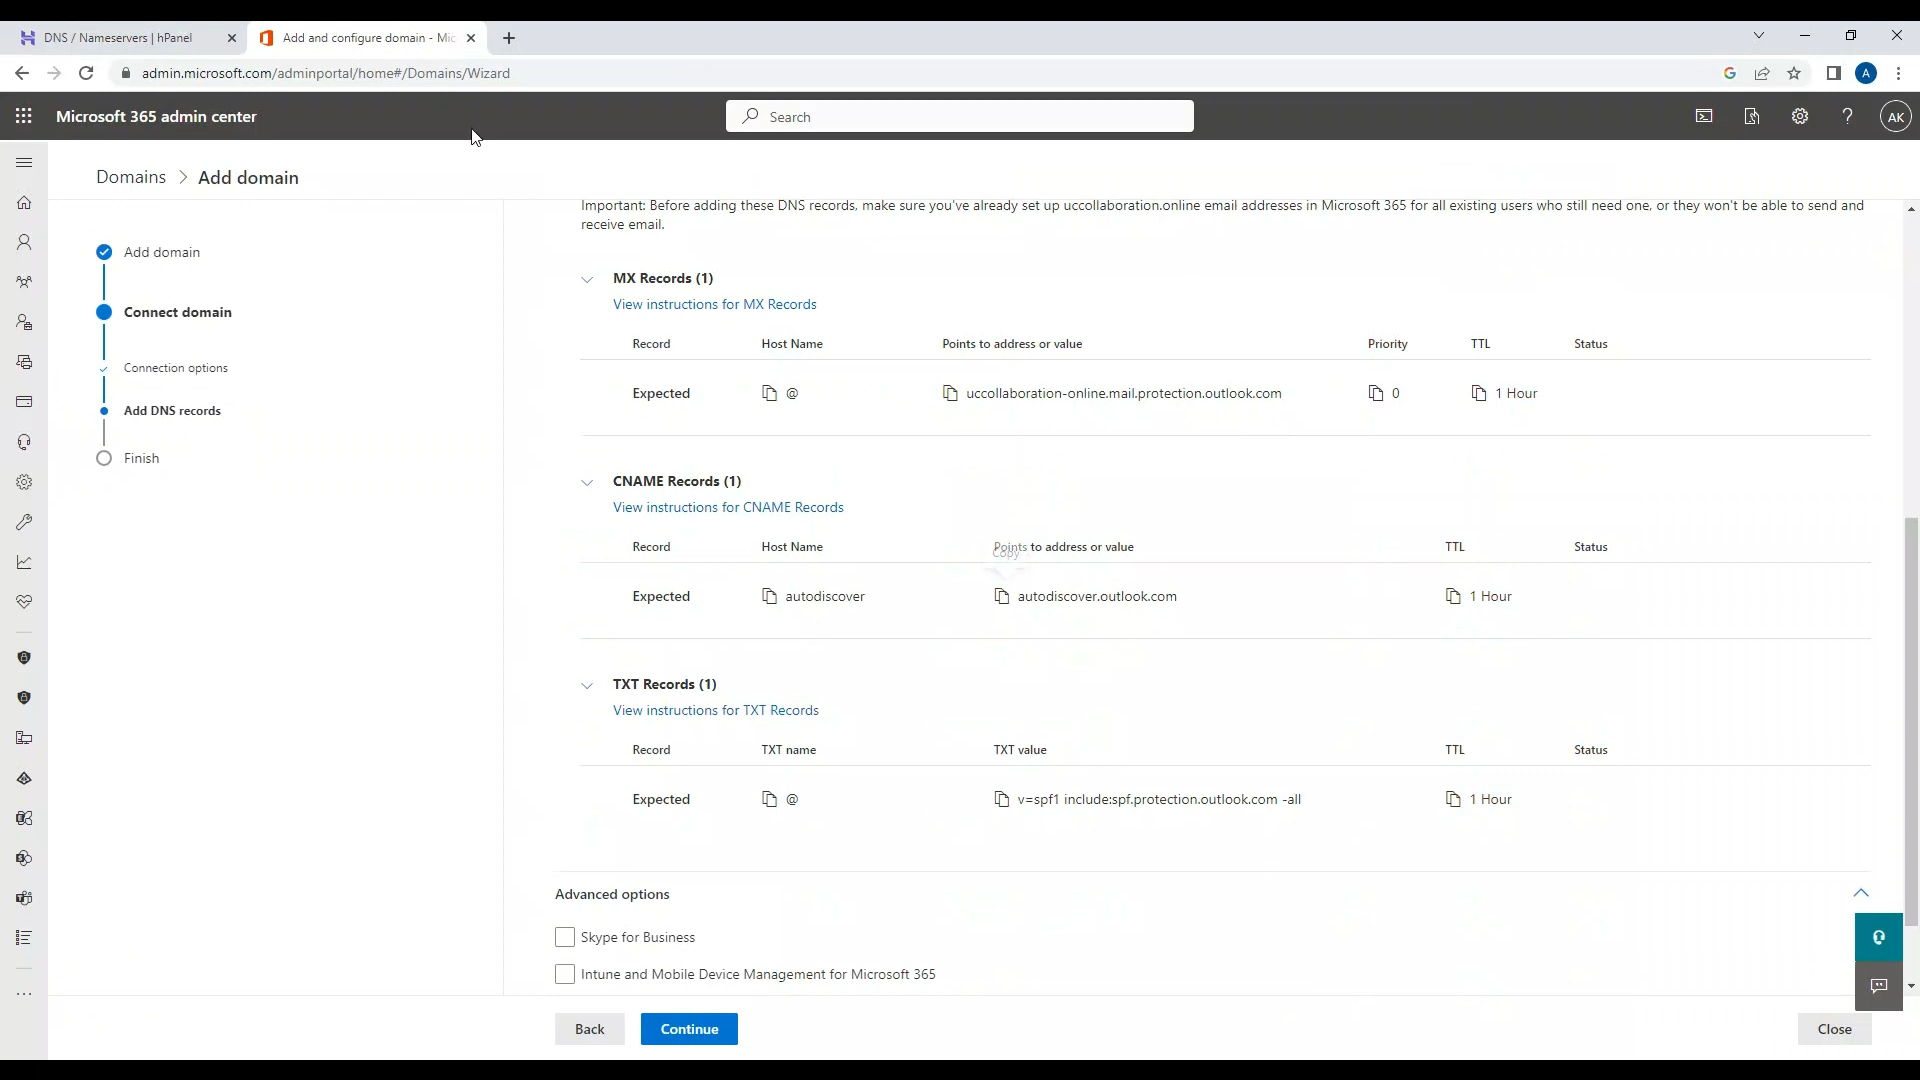 DNS / Nameservers | hPanel
Add and configure domain - Mic
admin.microsoft.com/adminportal/home#/Domains/Wizard
A
Microsoft 365 admin center
Search
AK
Domains > Add domain
Add domain
Connect domain
Connection options
Add DNS records
Finish
Important: Before adding these DNS records, make sure you've already set up uccollaboration.online email addresses in Microsoft 365 for all existing users who still need one, or they won't be able to send and
receive email.
MX Records (1)
View instructions for MX Records
Record Host Name Points to address or value Priority TTL Status
Expected @ uccollaboration-online.mail.protection.outlook.com 0 1 Hour
CNAME Records (1)
View instructions for CNAME Records
Record Host Name Points to address or value TTL Status
Copy
Expected autodiscover autodiscover.outlook.com 1 Hour
TXT Records (1)
View instructions for TXT Records
Record TXT name TXT value TTL Status
Expected @ v=spf1 include:spf.protection.outlook.com -all 1 Hour
Advanced options
Skype for Business
Intune and Mobile Device Management for Microsoft 365
Back Continue Close